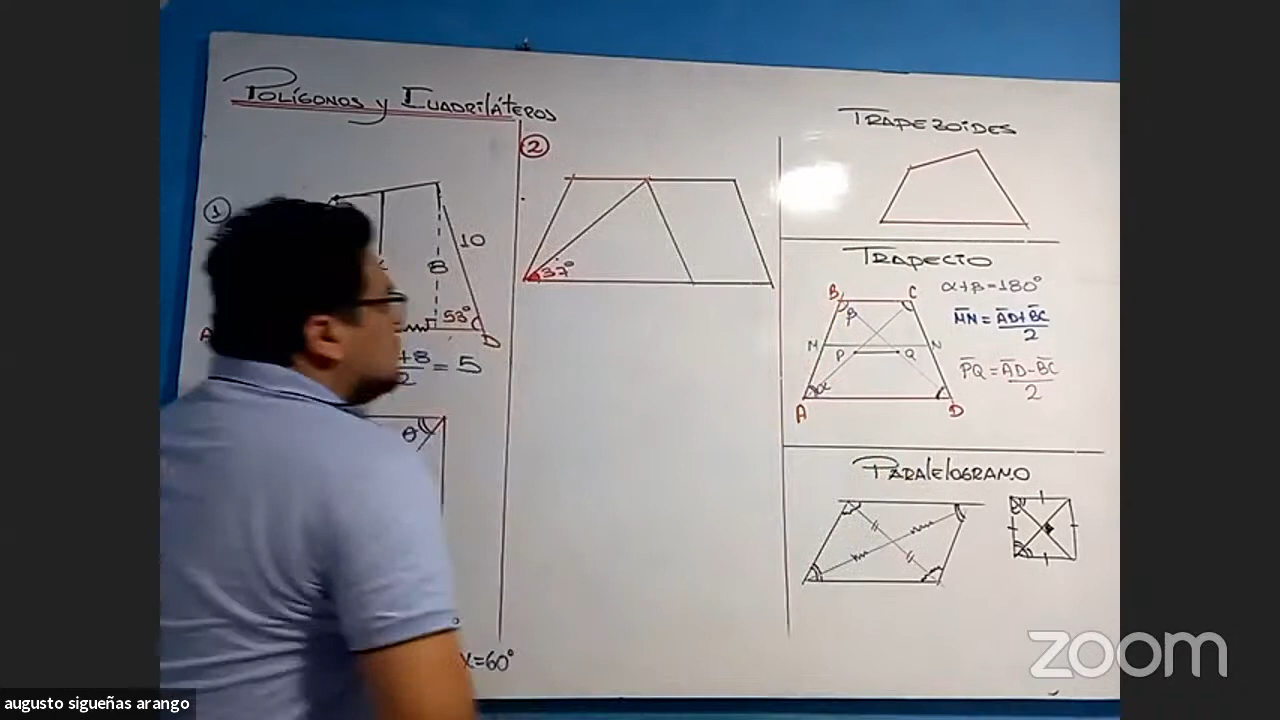 POLÍGONOS y CUADRILÁTEROS
1
10
8
53°
A
D
+8
2
= 5
θ
x=60°
2
37°
TRAPEZOIDES
TRAPECIO
B
C
β
M
N
P
Q
α
A
D
α+β=180°
MN = AD+BC
2
PQ = AD-BC
2
PARALELOGRAMO
zoom
augusto sigueñas arango